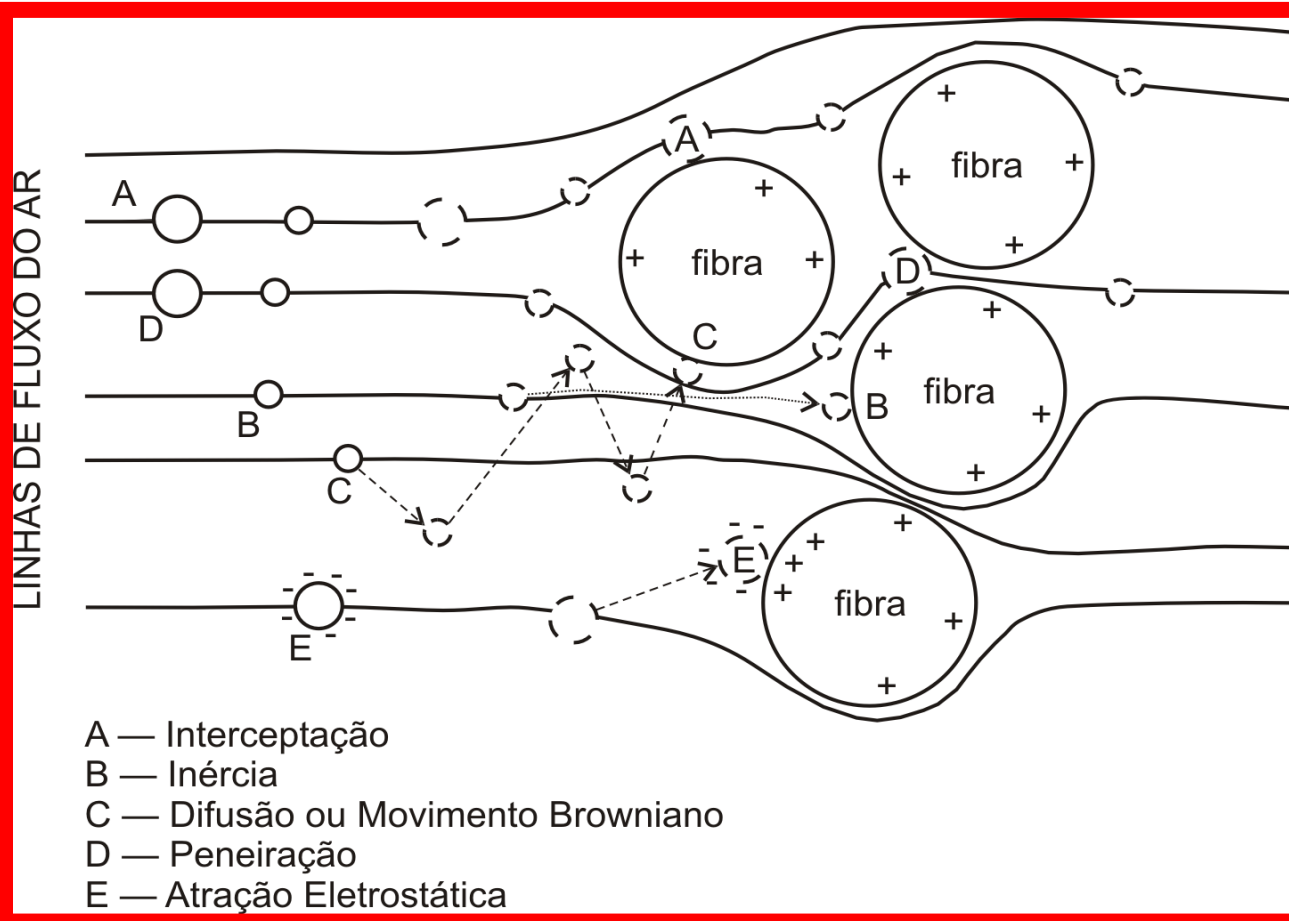 LINHAS DE FLUXO DO AR
A
D
B
C
E
A
fibra
fibra
D
C
fibra
B
E
fibra
A — Interceptação
B — Inércia
C — Difusão ou Movimento Browniano
D — Peneiração
E — Atração Eletrostática